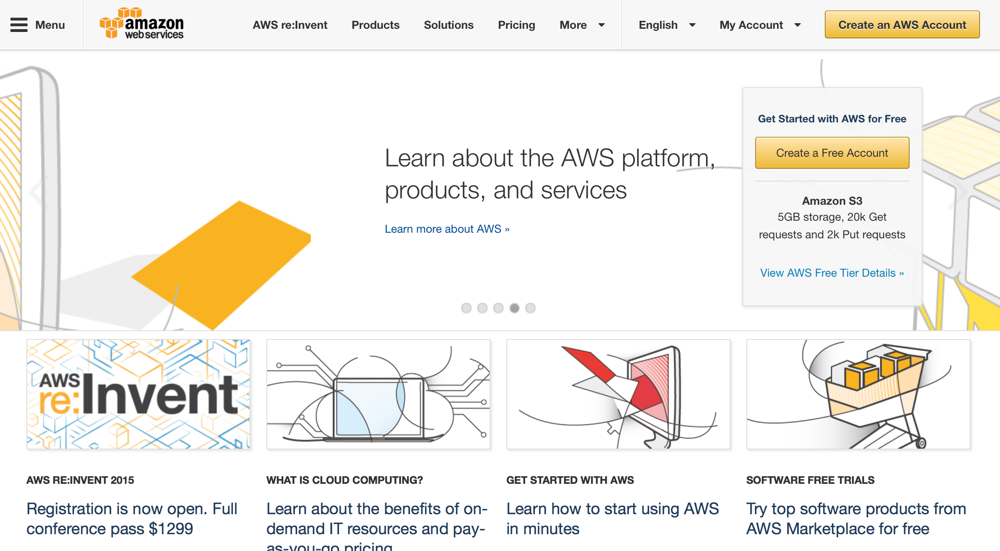 Menu
amazon
web services
AWS re:Invent
Products
Solutions
Pricing
More
English
My Account
Create an AWS Account
Learn about the AWS platform,
products, and services
Learn more about AWS »
Get Started with AWS for Free
Create a Free Account
Amazon S3
5GB storage, 20k Get
requests and 2k Put requests
View AWS Free Tier Details »
AWS
re:Invent
AWS RE:INVENT 2015
Registration is now open. Full
conference pass $1299
WHAT IS CLOUD COMPUTING?
Learn about the benefits of on-
demand IT resources and pay-
as-you-go pricing
GET STARTED WITH AWS
Learn how to start using AWS
in minutes
SOFTWARE FREE TRIALS
Try top software products from
AWS Marketplace for free